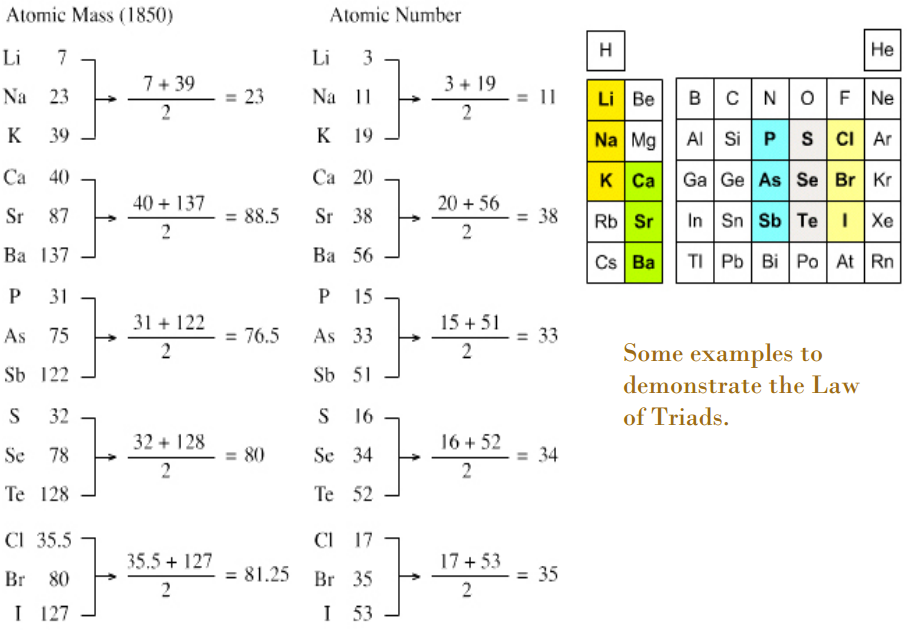 Atomic Mass (1850)
Li 7
Na 23
K 39
7 + 39 / 2 = 23
Ca 40
Sr 87
Ba 137
40 + 137 / 2 = 88.5
P 31
As 75
Sb 122
31 + 122 / 2 = 76.5
S 32
Se 78
Te 128
32 + 128 / 2 = 80
Cl 35.5
Br 80
I 127
35.5 + 127 / 2 = 81.25
Atomic Number
Li 3
Na 11
K 19
3 + 19 / 2 = 11
Ca 20
Sr 38
Ba 56
20 + 56 / 2 = 38
P 15
As 33
Sb 51
15 + 51 / 2 = 33
S 16
Se 34
Te 52
16 + 52 / 2 = 34
Cl 17
Br 35
I 53
17 + 53 / 2 = 35
H He
Li Be B C N O F Ne
Na Mg Al Si P S Cl Ar
K Ca Ga Ge As Se Br Kr
Rb Sr In Sn Sb Te I Xe
Cs Ba Tl Pb Bi Po At Rn
Some examples to
demonstrate the Law
of Triads.